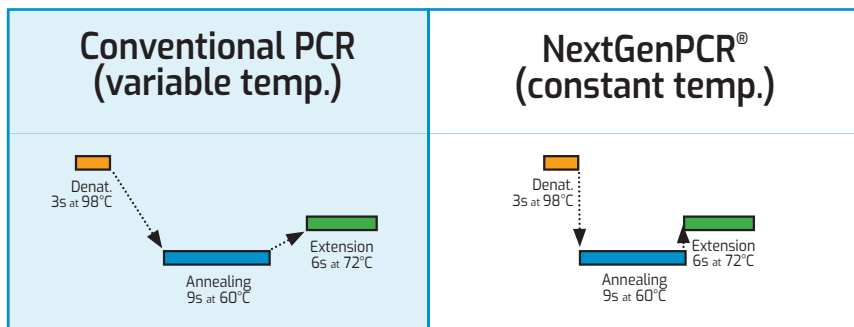 Conventional PCR
(variable temp.)
NextGenPCR®
(constant temp.)
Denat.
3s at 98°C
Annealing
9s at 60°C
Extension
6s at 72°C
Denat.
3s at 98°C
Annealing
9s at 60°C
Extension
6s at 72°C